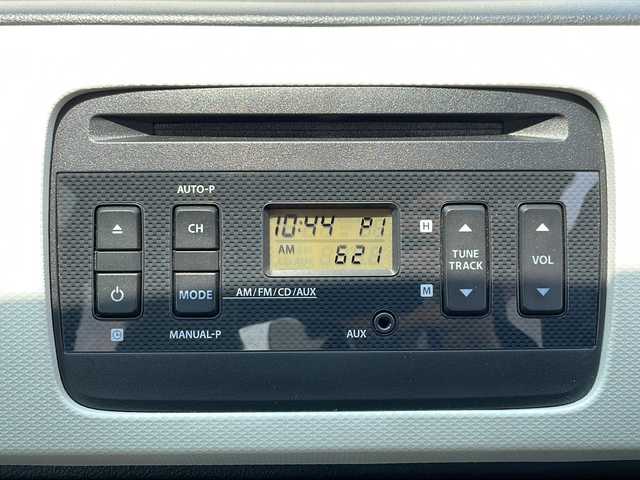 AUTO-P
CH
10:44 P1
AM
621
H
TUNE
TRACK
VOL
MODE
AM/FM/CD/AUX
M
MANUAL-P
AUX